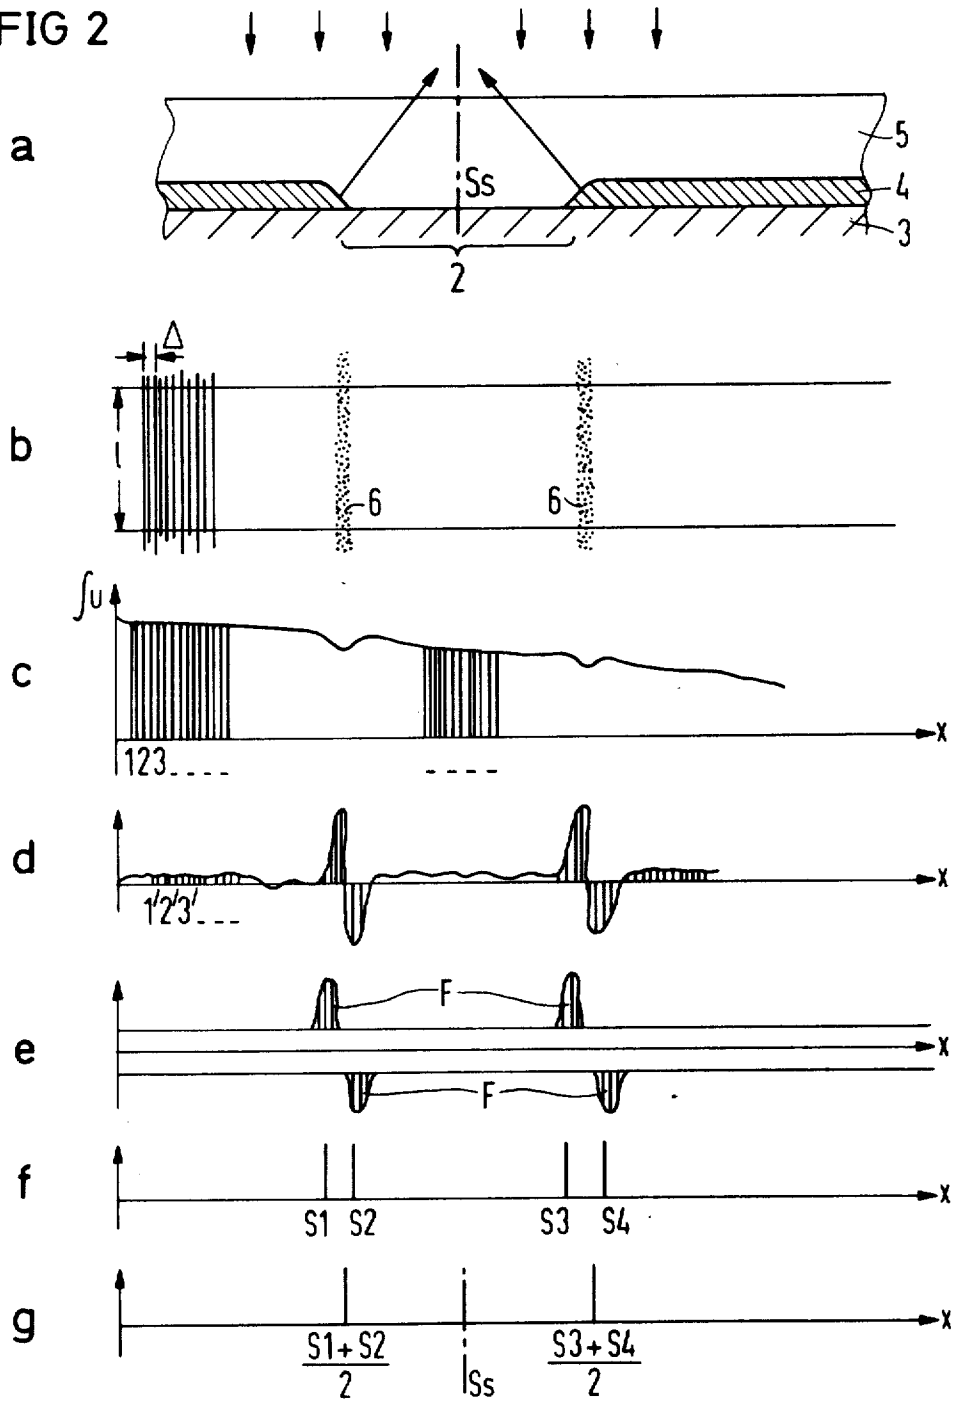 FIG 2
a
5
4
3
Ss
2
Δ
b
l
6
6
∫U
c
x
123_ _ _ _
_ _ _ _
d
x
1'2'3'_ _ _
F
e
x
F
f
x
S1 S2 S3 S4
g
x
S1+S2
2
Ss
S3+S4
2